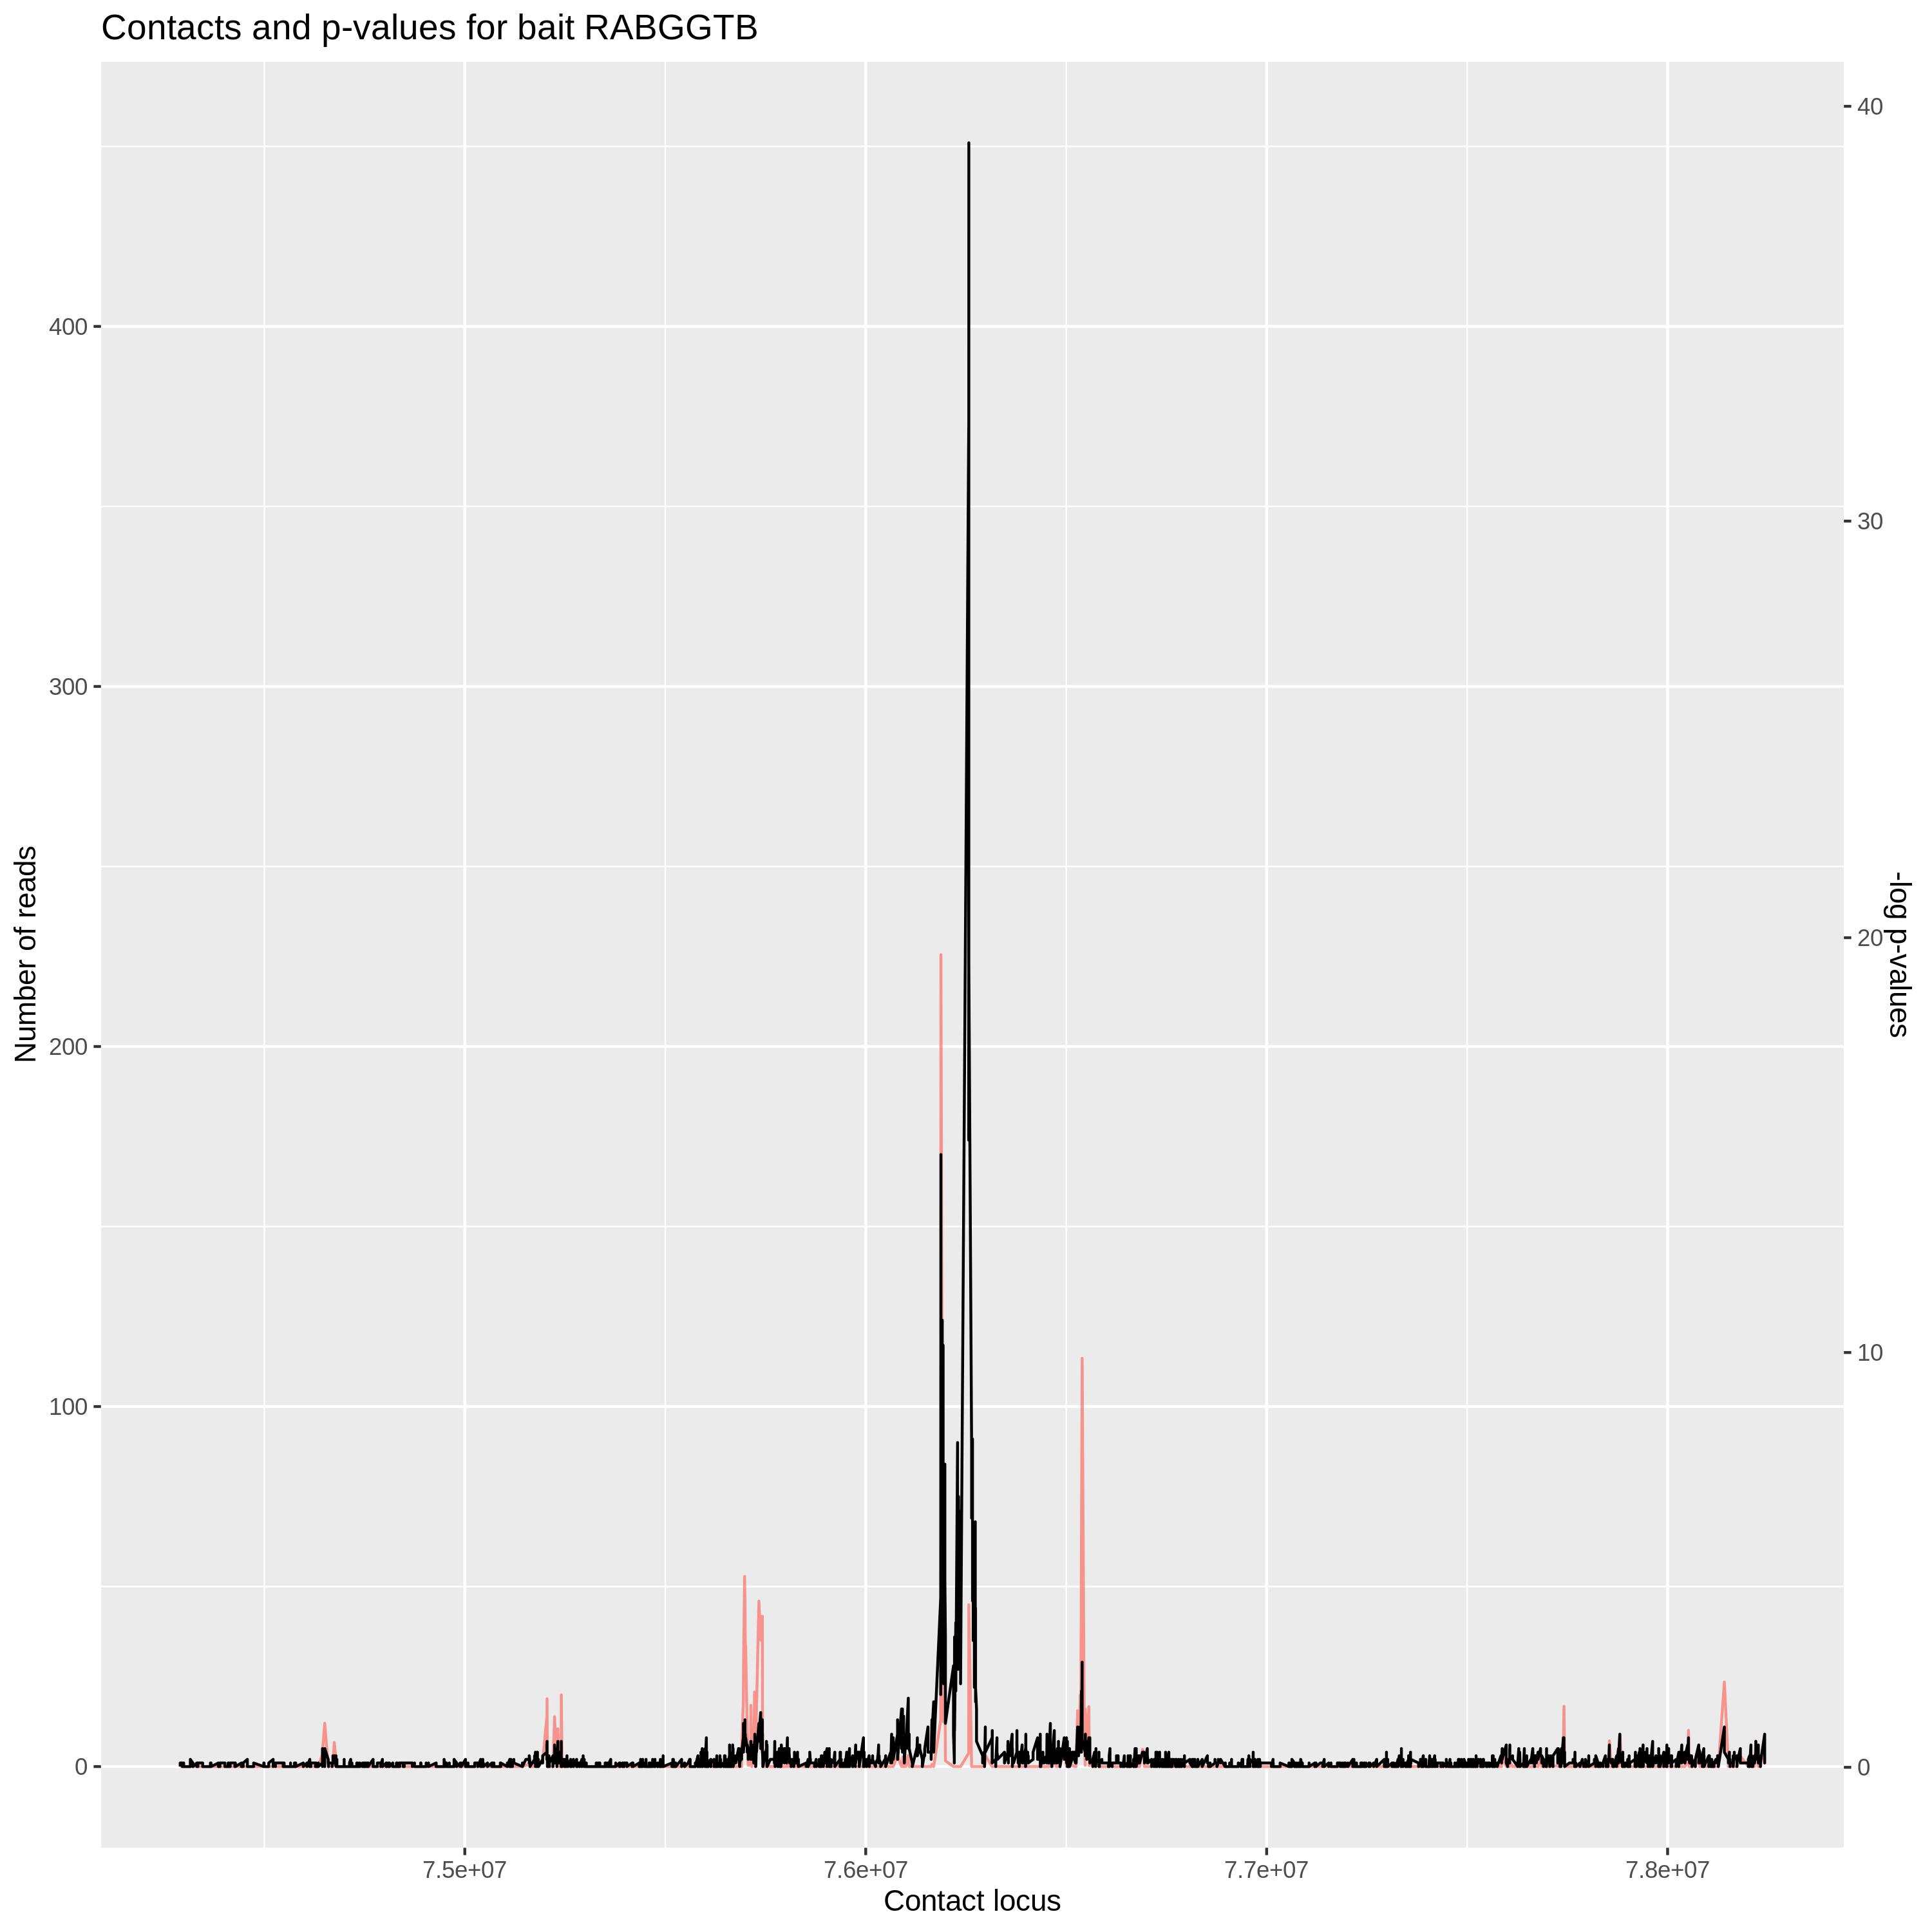 Contacts and p-values for bait RABGGTB
40
400
30
300
20
200
10
100
0
0
Number of reads
-log p-values
7.5e+07
7.6e+07
7.7e+07
7.8e+07
Contact locus